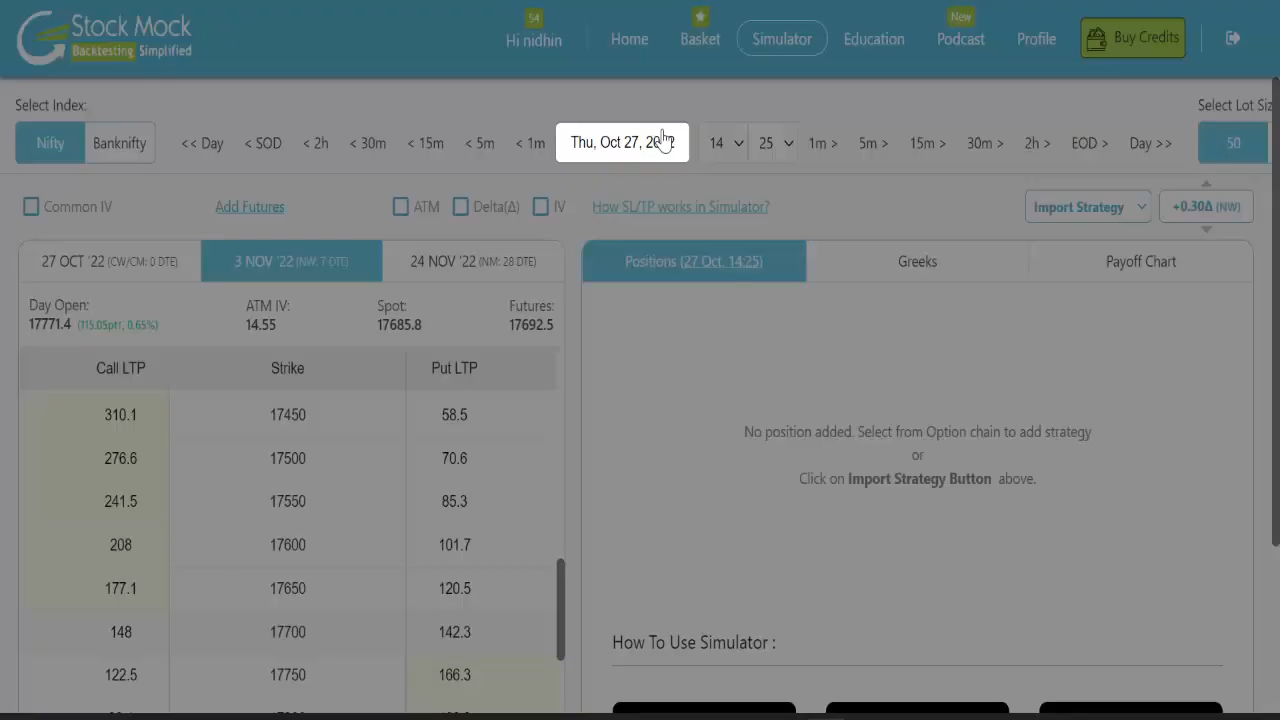 Stock Mock
Backtesting Simplified
54
Hi nidhin
Home
Basket
Simulator
Education
New
Podcast
Profile
Buy Credits
Select Index:
Select Lot Siz
Nifty
Banknifty
<< Day
< SOD
< 2h
< 30m
< 15m
< 5m
< 1m
Thu, Oct 27,
14
25
1m >
5m >
15m >
30m >
2h >
EOD >
Day >>
50
Common IV
Add Futures
ATM
Delta(Δ)
IV
How SL/TP works in Simulator?
Import Strategy
+0.30Δ (NW)
27 OCT '22 (CW/CM: 0 DTE)
3 NOV '22 (NW: 7 DTE)
24 NOV '22 (NM: 28 DTE)
Positions (27 Oct, 14:25)
Greeks
Payoff Chart
Day Open:
ATM IV:
Spot:
Futures:
17771.4 (115.05pts, 0.65%)
14.55
17685.8
17692.5
Call LTP
Strike
Put LTP
310.1 17450 58.5
276.6 17500 70.6
241.5 17550 85.3
208 17600 101.7
177.1 17650 120.5
148 17700 142.3
122.5 17750 166.3
No position added. Select from Option chain to add strategy
or
Click on Import Strategy Button above.
How To Use Simulator :